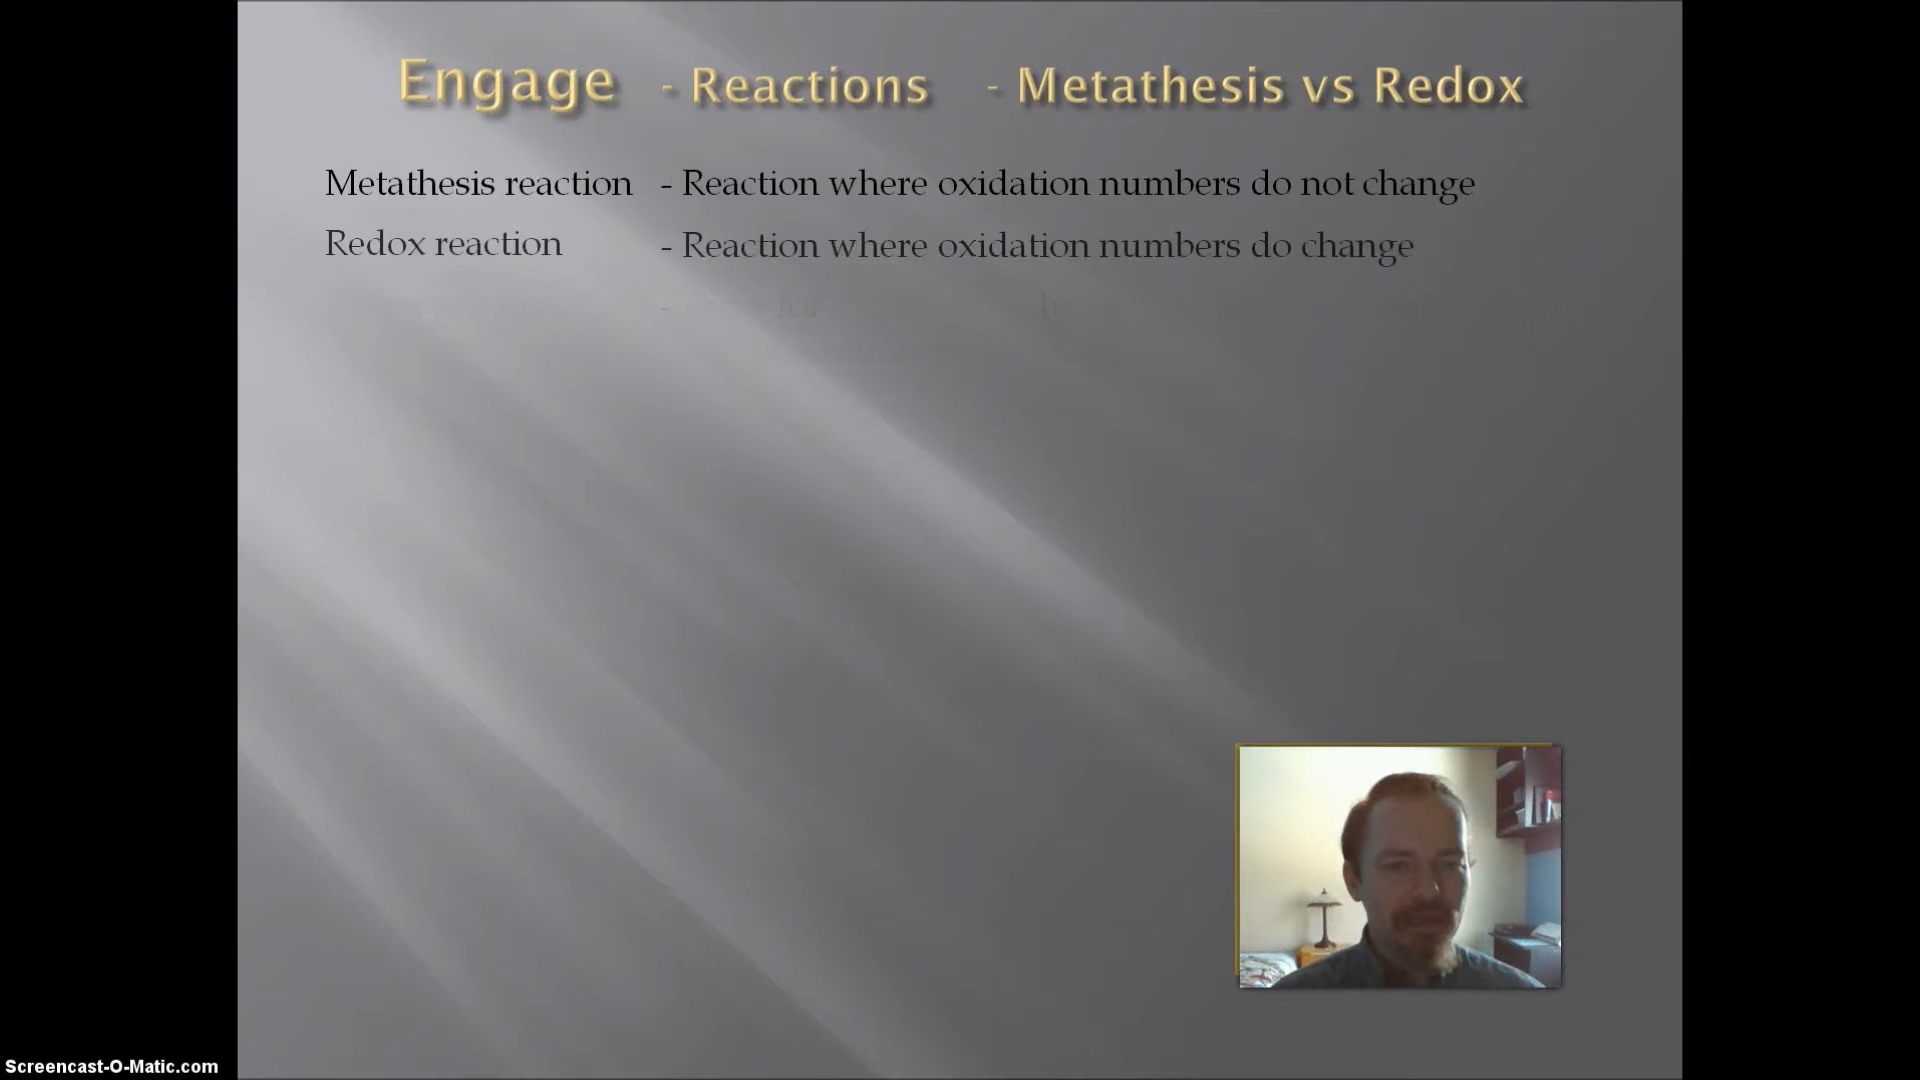 Engage - Reactions - Metathesis vs Redox
Metathesis reaction - Reaction where oxidation numbers do not change
Redox reaction - Reaction where oxidation numbers do change
Screencast-O-Matic.com